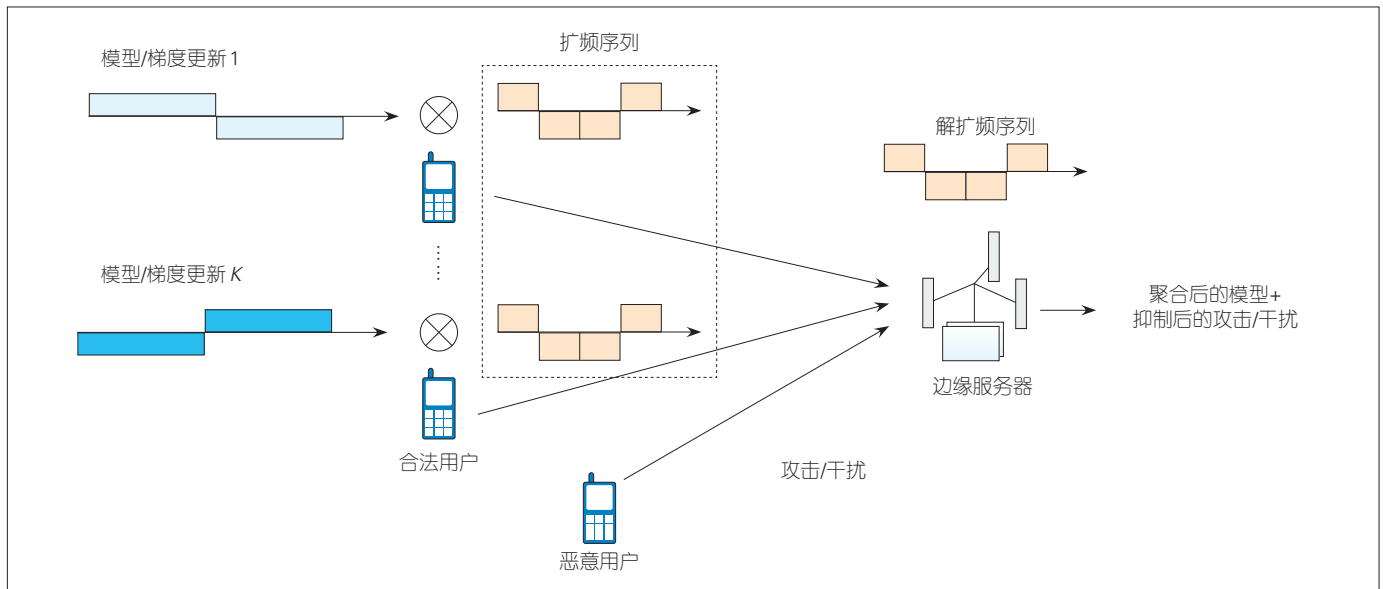 模型/梯度更新 1
扩频序列
解扩频序列
模型/梯度更新 K
聚合后的模型+
抑制后的攻击/干扰
边缘服务器
合法用户
攻击/干扰
恶意用户